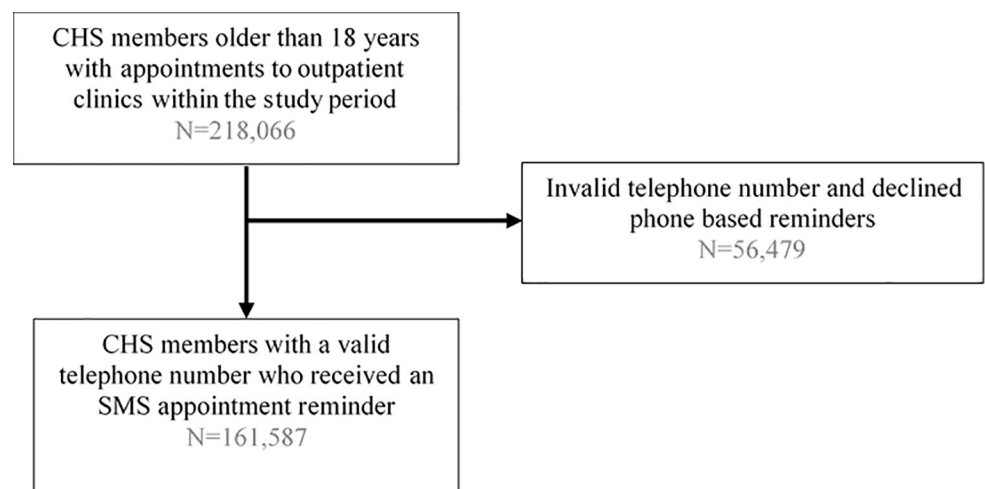 CHS members older than 18 years
with appointments to outpatient
clinics within the study period
N=218,066
Invalid telephone number and declined
phone based reminders
N=56,479
CHS members with a valid
telephone number who received an
SMS appointment reminder
N=161,587